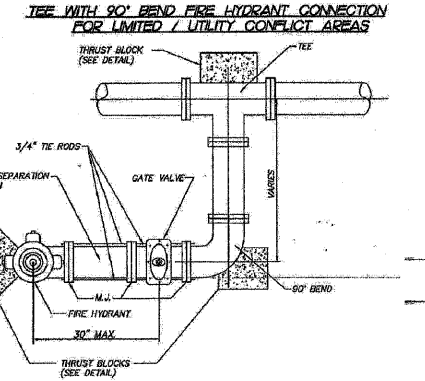 TEE WITH 90° BEND FIRE HYDRANT CONNECTION
FOR LIMITED / UTILITY CONFLICT AREAS
THRUST BLOCK
(SEE DETAIL)
TEE
3/4" TIE RODS
SEPARATION
GATE VALVE
VARIES
M.J.
90° BEND
FIRE HYDRANT
30" MAX.
THRUST BLOCKS
(SEE DETAIL)